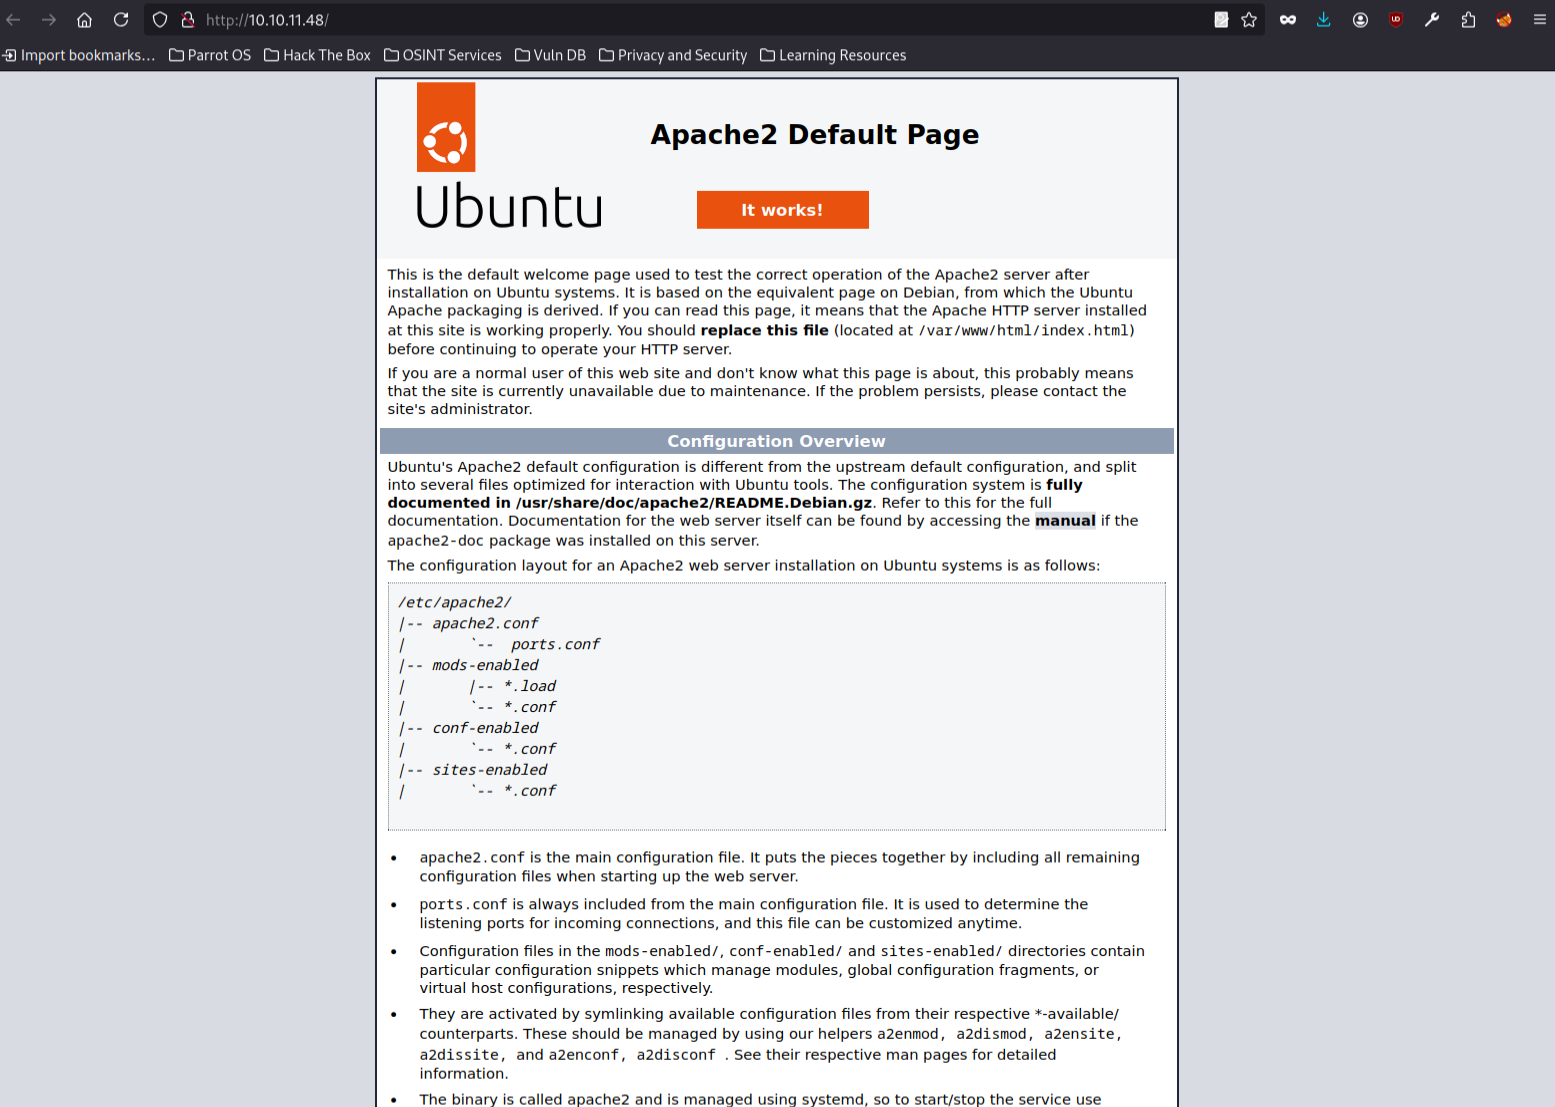 http://10.10.11.48/
Import bookmarks...
Parrot OS
Hack The Box
OSINT Services
Vuln DB
Privacy and Security
Learning Resources
Ubuntu
Apache2 Default Page
It works!
This is the default welcome page used to test the correct operation of the Apache2 server after
installation on Ubuntu systems. It is based on the equivalent page on Debian, from which the Ubuntu
Apache packaging is derived. If you can read this page, it means that the Apache HTTP server installed
at this site is working properly. You should replace this file (located at /var/www/html/index.html)
before continuing to operate your HTTP server.
If you are a normal user of this web site and don't know what this page is about, this probably means
that the site is currently unavailable due to maintenance. If the problem persists, please contact the
site's administrator.
Configuration Overview
Ubuntu's Apache2 default configuration is different from the upstream default configuration, and split
into several files optimized for interaction with Ubuntu tools. The configuration system is fully
documented in /usr/share/doc/apache2/README.Debian.gz. Refer to this for the full
documentation. Documentation for the web server itself can be found by accessing the manual if the
apache2-doc package was installed on this server.
The configuration layout for an Apache2 web server installation on Ubuntu systems is as follows:
/etc/apache2/
|-- apache2.conf
|       `--  ports.conf
|-- mods-enabled
|       |-- *.load
|       `-- *.conf
|-- conf-enabled
|       `-- *.conf
|-- sites-enabled
|       `-- *.conf
• apache2.conf is the main configuration file. It puts the pieces together by including all remaining
configuration files when starting up the web server.
• ports.conf is always included from the main configuration file. It is used to determine the
listening ports for incoming connections, and this file can be customized anytime.
• Configuration files in the mods-enabled/, conf-enabled/ and sites-enabled/ directories contain
particular configuration snippets which manage modules, global configuration fragments, or
virtual host configurations, respectively.
• They are activated by symlinking available configuration files from their respective *-available/
counterparts. These should be managed by using our helpers a2enmod, a2dismod, a2ensite,
a2dissite, and a2enconf, a2disconf . See their respective man pages for detailed
information.
• The binary is called apache2 and is managed using systemd, so to start/stop the service use